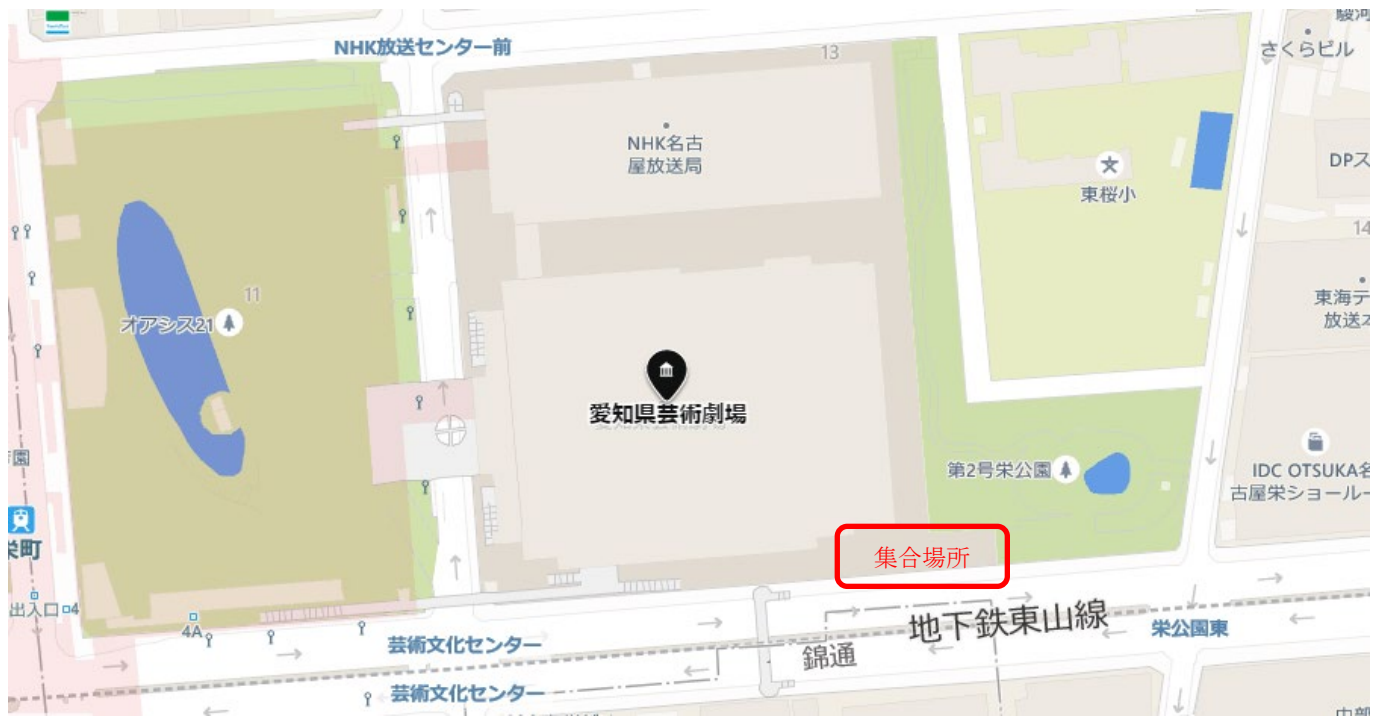 NHK放送センター前
13
さくらビル
NHK名古
屋放送局
東桜小
DPス
14
11
オアシス21
東海テ
放送本
愛知県芸術劇場
第2号栄公園
IDC OTSUKA名
古屋栄ショールー
園
栄町
集合場所
出入口
4
4A
地下鉄東山線
栄公園東
芸術文化センター
錦通
芸術文化センター